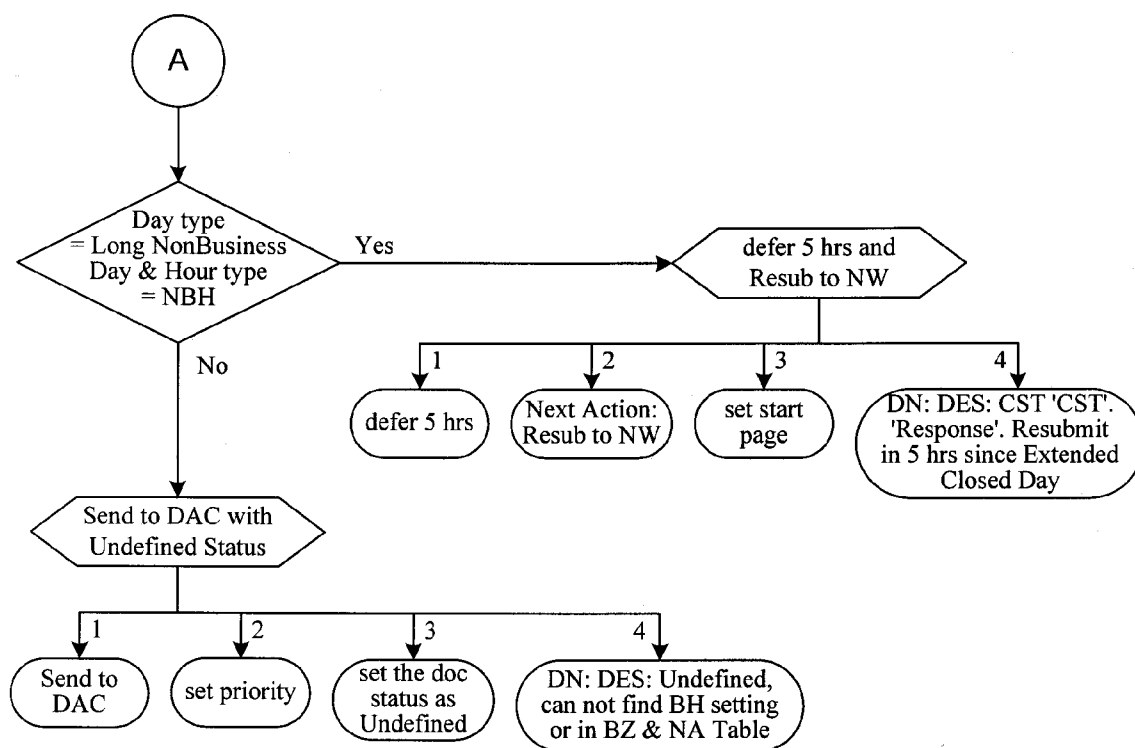 A
Day type
= Long NonBusiness
Day & Hour type
= NBH
Yes
defer 5 hrs and
Resub to NW
No
1
2
3
4
defer 5 hrs
Next Action:
Resub to NW
set start
page
DN: DES: CST 'CST'.
'Response'. Resubmit
in 5 hrs since Extended
Closed Day
Send to DAC with
Undefined Status
1
2
3
4
Send to
DAC
set priority
set the doc
status as
Undefined
DN: DES: Undefined,
can not find BH setting
or in BZ & NA Table